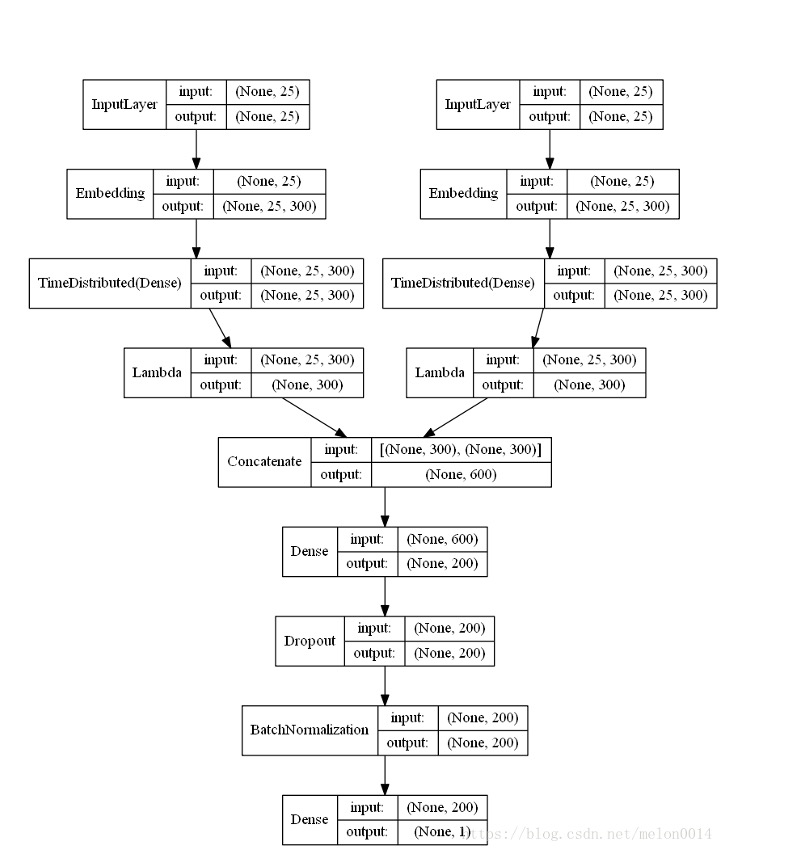 InputLayer input: (None, 25)
output: (None, 25)
InputLayer input: (None, 25)
output: (None, 25)
Embedding input: (None, 25)
output: (None, 25, 300)
Embedding input: (None, 25)
output: (None, 25, 300)
TimeDistributed(Dense) input: (None, 25, 300)
output: (None, 25, 300)
TimeDistributed(Dense) input: (None, 25, 300)
output: (None, 25, 300)
Lambda input: (None, 25, 300)
output: (None, 300)
Lambda input: (None, 25, 300)
output: (None, 300)
Concatenate input: [(None, 300), (None, 300)]
output: (None, 600)
Dense input: (None, 600)
output: (None, 200)
Dropout input: (None, 200)
output: (None, 200)
BatchNormalization input: (None, 200)
output: (None, 200)
Dense input: (None, 200)
output: (None, 1)
https://blog.csdn.net/melon0014